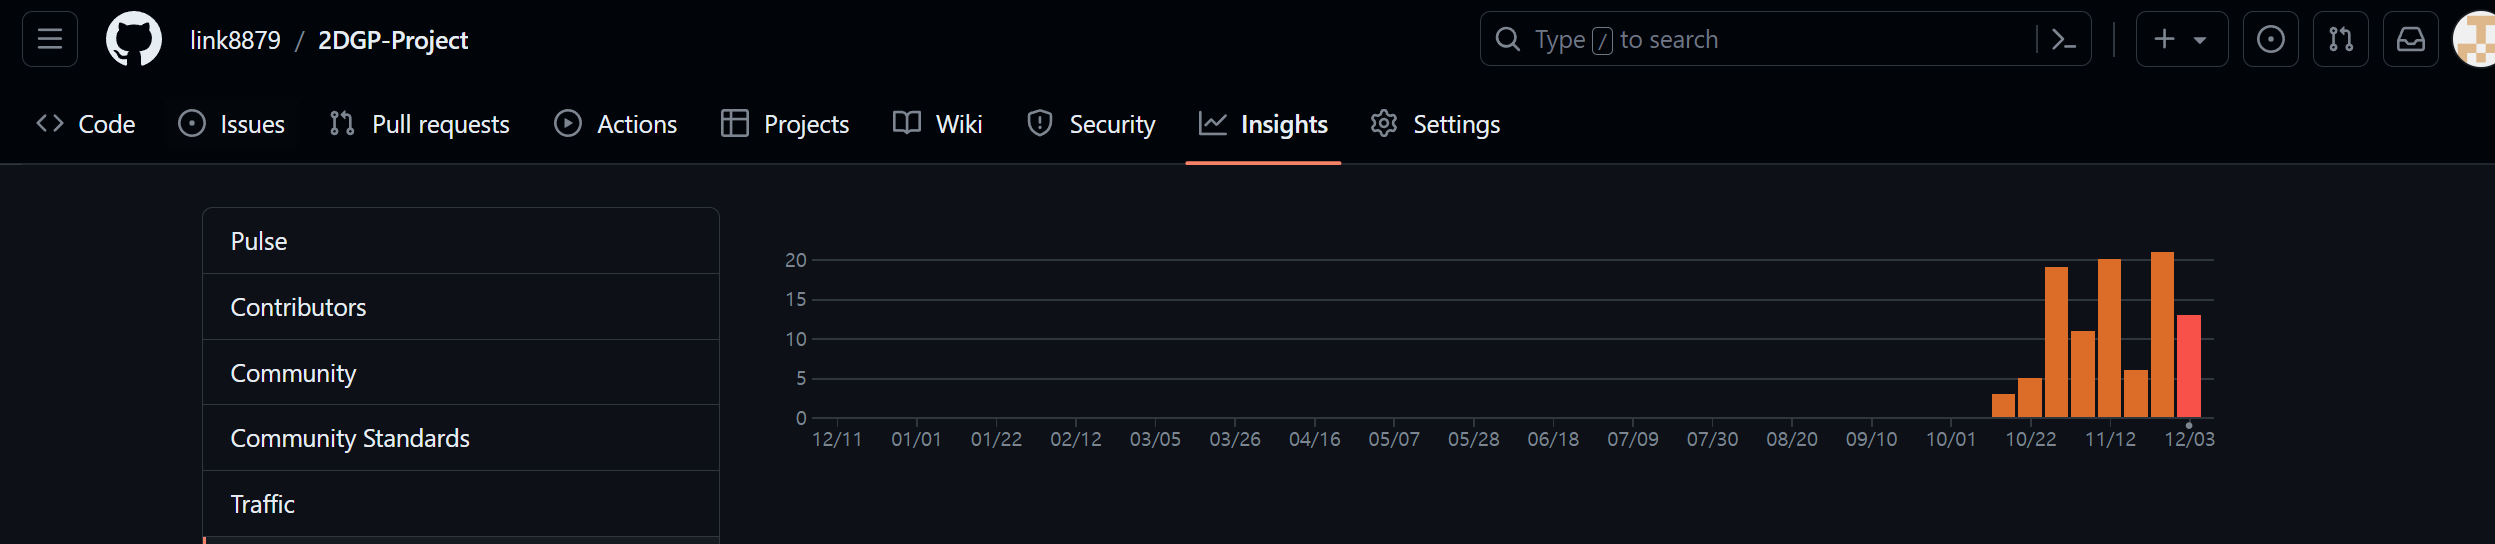 link8879 / 2DGP-Project
Type / to search
Code Issues Pull requests Actions Projects Wiki Security Insights Settings
Pulse
Contributors
Community
Community Standards
Traffic
20
15
10
5
0
12/11 01/01 01/22 02/12 03/05 03/26 04/16 05/07 05/28 06/18 07/09 07/30 08/20 09/10 10/01 10/22 11/12 12/03